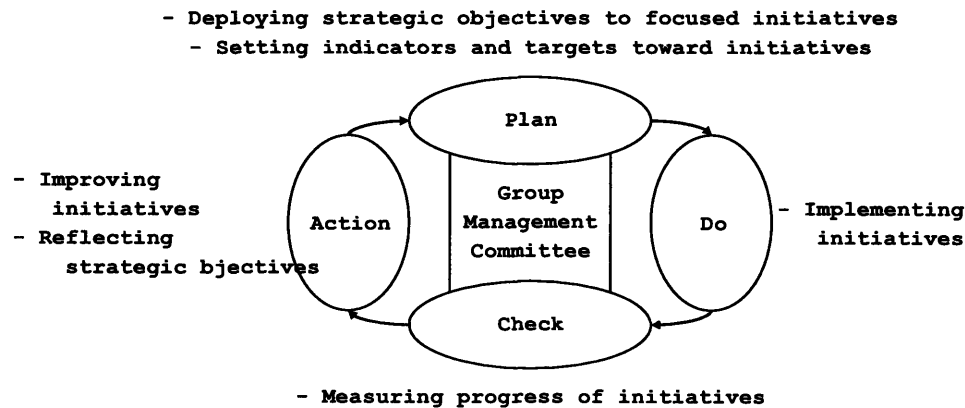 - Deploying strategic objectives to focused initiatives
- Setting indicators and targets toward initiatives
Plan
- Improving
initiatives
- Reflecting
strategic bjectives
Action
Group
Management
Committee
Do
- Implementing
initiatives
Check
- Measuring progress of initiatives